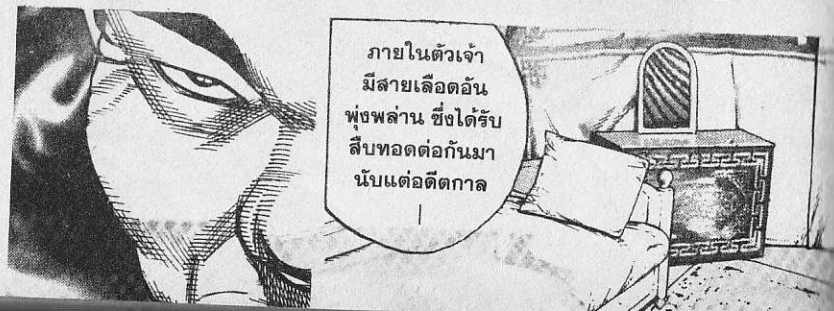 ภายในตัวเจ้า
มีสายเลือดอัน
พุ่งพล่าน ซึ่งได้รับ
สืบทอดต่อกันมา
นับแต่อดีตกาล
|